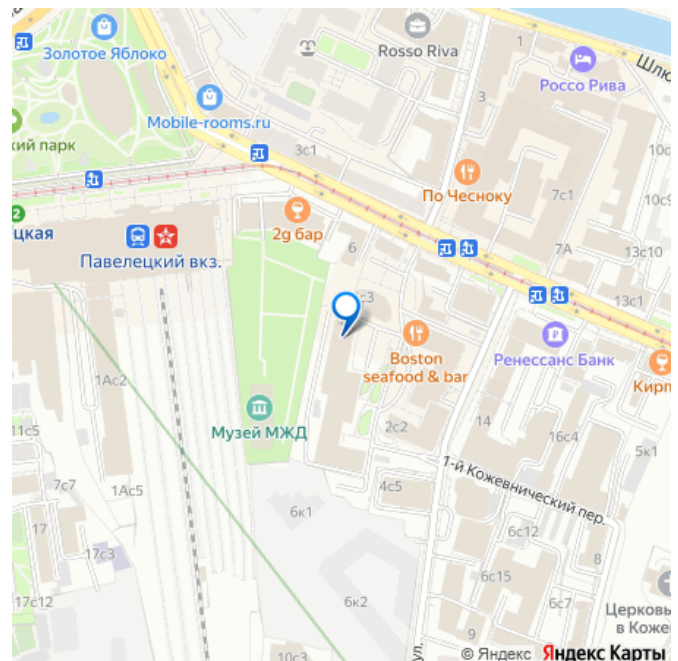 Золотое Яблоко
Rosso Riva
1
Шлю
Россо Рива
Mobile-rooms.ru
3
кий парк
3с1
По Чесноку
7с1
10с
10с9
2
цкая
Павелецкий вкз.
2g бар
6
7А
13с10
с3
13с1
Boston
seafood & bar
Ренессанс Банк
Кирп
1Ас2
Музей МЖД
11с5
2с2
14
16с4
5к1
1-й Кожевнический пер.
7с7
1Ас5
4с5
6к1
17
6с12
8
17с3
6с15
17с12
6к2
6с7
Церковь
в Коже
9
10с3
ул.
© Яндекс Яндекс Карты